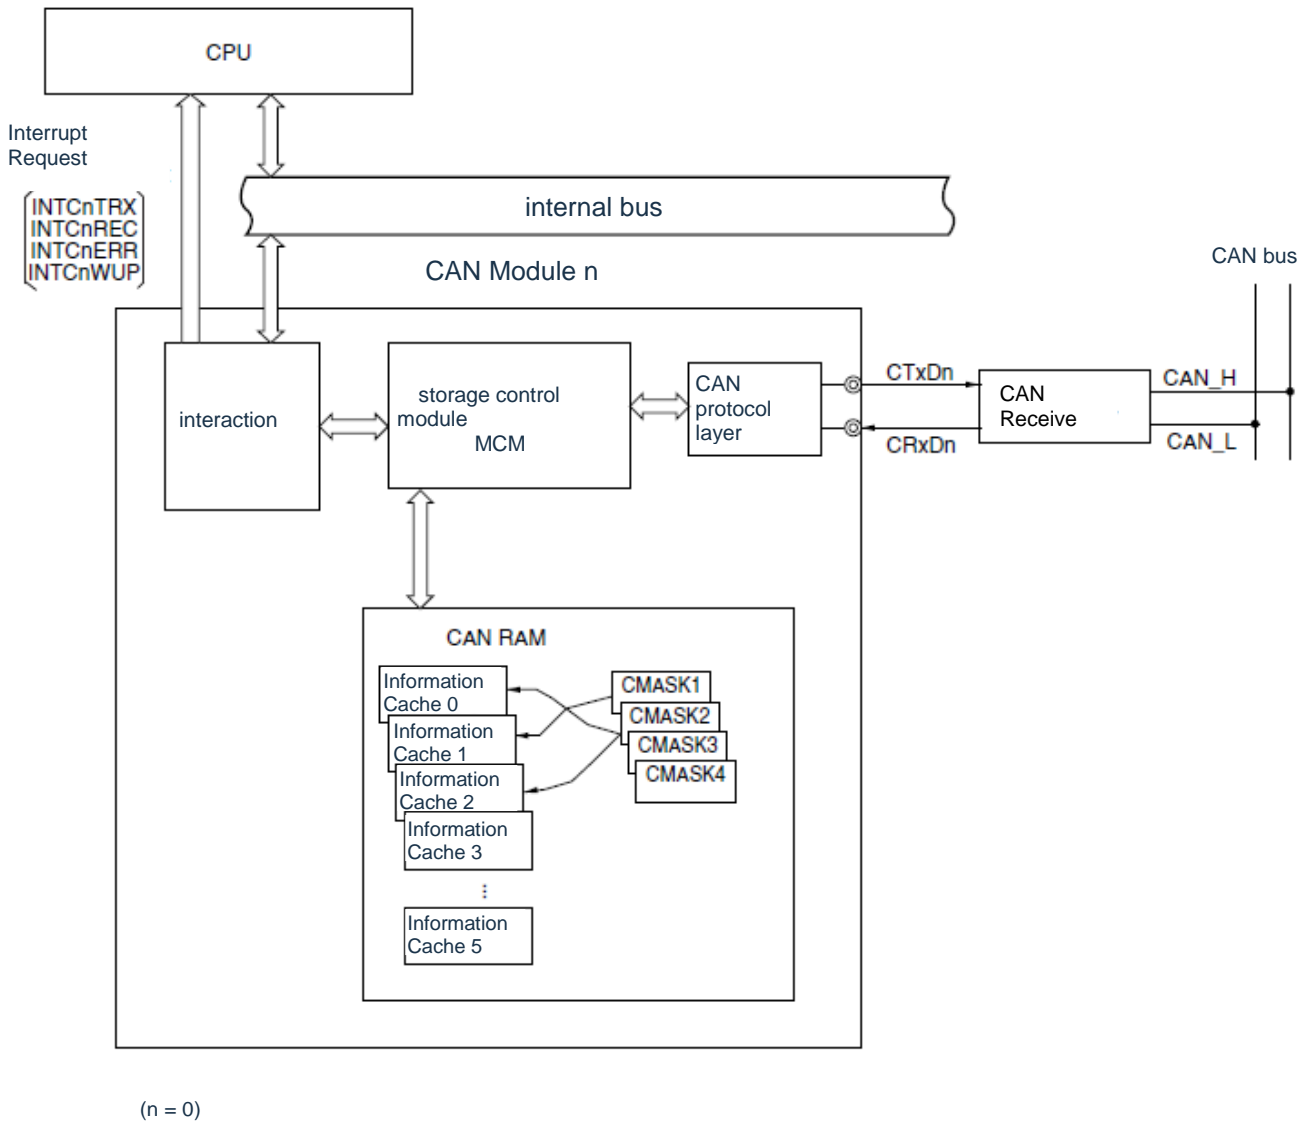 CPU
Interrupt
Request
INTCnTRX
INTCnREC
INTCnERR
INTCnWUP
internal bus
CAN Module n
CAN bus
interaction
storage control
module
MCM
CAN
protocol
layer
CTxDn
CRxDn
CAN
Receive
CAN_H
CAN_L
CAN RAM
Information
Cache 0
Information
Cache 1
Information
Cache 2
Information
Cache 3
⋮
Information
Cache 5
CMASK1
CMASK2
CMASK3
CMASK4
(n = 0)